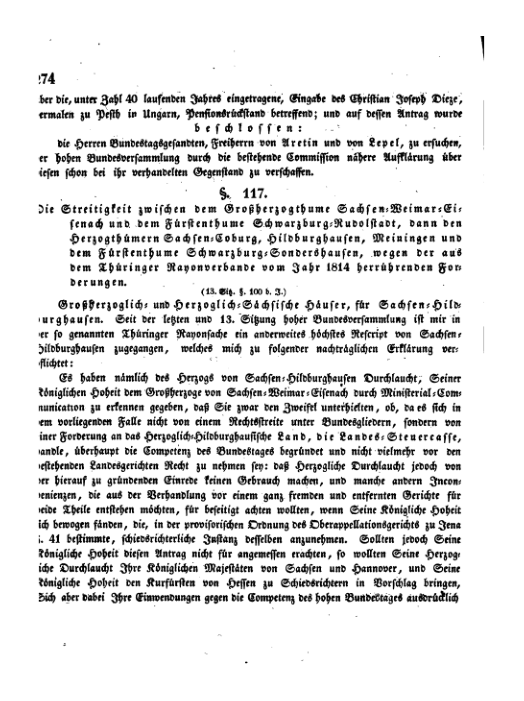 274
ber die, unter Zahl 40 laufenden Jahres eingetragene, Eingabe des Christian Joseph Dieze,
ermalen zu Pesth in Ungarn, Pensionsrückstand betreffend; und auf dessen Antrag wurde
beschlossen:
die Herren Bundestagsgesandten, Freiherrn von Aretin und von Lepel, zu ersuchen,
er hohen Bundesversammlung durch die bestehende Commission nähere Aufklärung über
iesen schon bei ihr verhandelten Gegenstand zu verschaffen.
§. 117.
Die Streitigkeit zwischen dem Großherzogthume Sachsen-Weimar-Ei-
senach und dem Fürstenthume Schwarzburg-Rudolstadt, dann den
Herzogthümern Sachsen-Coburg, Hildburghausen, Meiningen und
dem Fürstenthume Schwarzburg-Sondershausen, wegen der aus
dem Thüringer Rayonverbande vom Jahr 1814 herrührenden For-
derungen.
(13. Sitz. §. 100 d. J.)
Großherzoglich- und Herzoglich-Sächsische Häuser, für Sachsen-Hild-
burghausen. Seit der letzten und 13. Sitzung hoher Bundesversammlung ist mir in
er so genannten Thüringer Rayonsache ein anderweites höchstes Rescript von Sachsen-
Hildburghausen zugegangen, welches mich zu folgender nachträglichen Erklärung ver-
flichtet:
Es haben nämlich des Herzogs von Sachsen-Hildburghausen Durchlaucht, Seiner
Königlichen Hoheit dem Großherzoge von Sachsen-Weimar-Eisenach durch Ministerial-Com-
munication zu erkennen gegeben, daß Sie zwar den Zweifel unterhielten, ob, da es sich in
em vorliegenden Falle nicht von einem Rechtsstreite unter Bundesgliedern, sondern von
iner Forderung an das Herzoglich-Hildburghausische Land, die Landes-Steuercasse,
andle, überhaupt die Competenz des Bundestages begründet und nicht vielmehr vor den
estehenden Landesgerichten Recht zu nehmen sey: daß Herzogliche Durchlaucht jedoch von
er hierauf zu gründenden Einrede keinen Gebrauch machen, und manche andern Incon-
enienzen, die aus der Verhandlung vor einem ganz fremden und entfernten Gerichte für
eide Theile entstehen möchten, für beseitigt achten wollten, wenn Seine Königliche Hoheit
ich bewogen fänden, die, in der provisorischen Ordnung des Oberappellationsgerichts zu Jena
§. 41 bestimmte, schiedsrichterliche Instanz desselben anzunehmen. Sollten jedoch Seine
Königliche Hoheit diesen Antrag nicht für angemessen erachten, so wollten Seine Herzog-
iche Durchlaucht Ihre Königlichen Majestäten von Sachsen und Hannover, und Seine
Königliche Hoheit den Kurfürsten von Hessen zu Schiedsrichtern in Vorschlag bringen,
Sich aber dabei Ihre Einwendungen gegen die Competenz des hohen Bundestages ausdrücklich